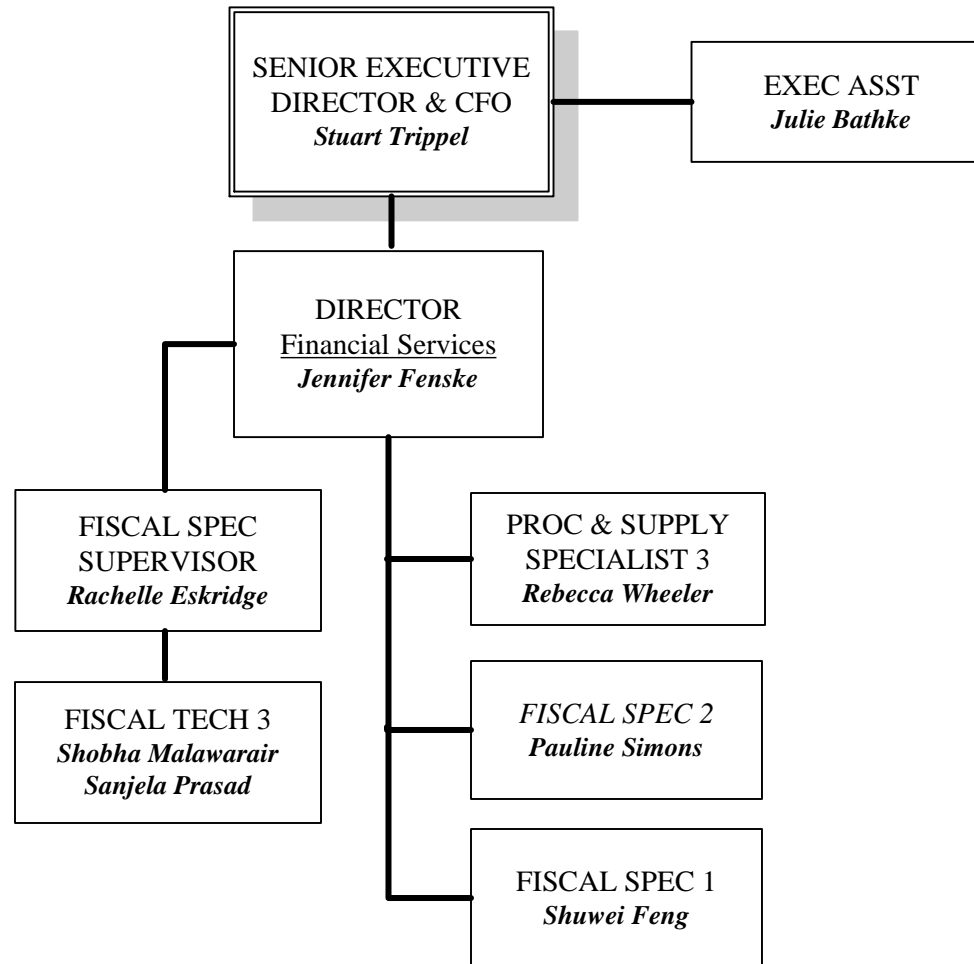 SENIOR EXECUTIVE
DIRECTOR & CFO
Stuart Trippel
EXEC ASST
Julie Bathke
DIRECTOR
Financial Services
Jennifer Fenske
FISCAL SPEC
SUPERVISOR
Rachelle Eskridge
FISCAL TECH 3
Shobha Malawarair
Sanjela Prasad
PROC & SUPPLY
SPECIALIST 3
Rebecca Wheeler
FISCAL SPEC 2
Pauline Simons
FISCAL SPEC 1
Shuwei Feng